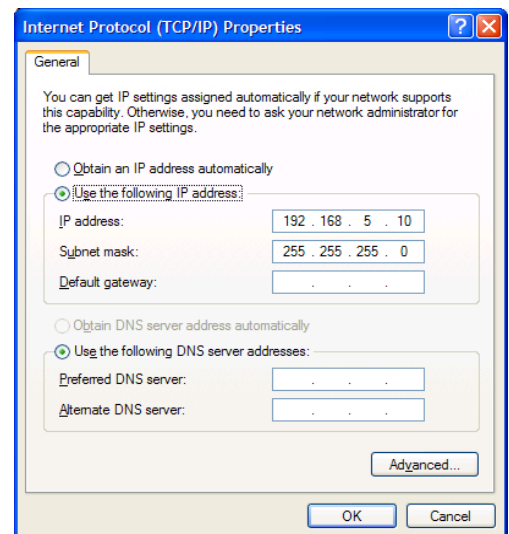 Internet Protocol (TCP/IP) Properties
General
You can get IP settings assigned automatically if your network supports
this capability. Otherwise, you need to ask your network administrator for
the appropriate IP settings.
Obtain an IP address automatically
Use the following IP address:
IP address: 192 . 168 . 5 . 10
Subnet mask: 255 . 255 . 255 . 0
Default gateway: . . .
Obtain DNS server address automatically
Use the following DNS server addresses:
Preferred DNS server: . . .
Alternate DNS server: . . .
Advanced...
OK Cancel